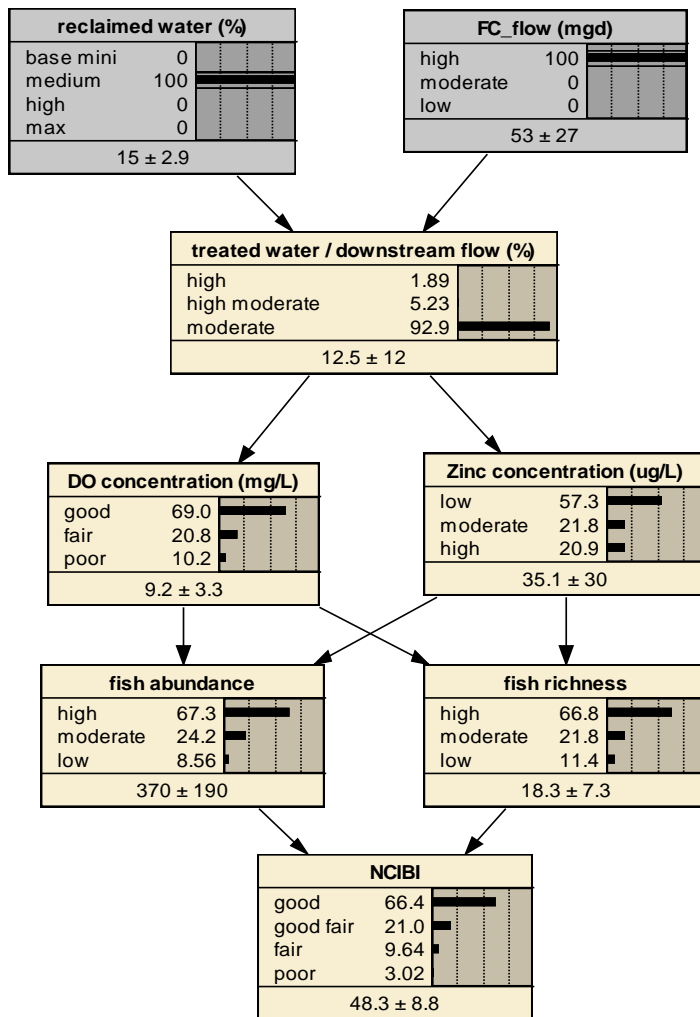 reclaimed water (%)
base mini 0
medium 100
high 0
max 0
15 ± 2.9
FC_flow (mgd)
high 100
moderate 0
low 0
53 ± 27
treated water / downstream flow (%)
high 1.89
high moderate 5.23
moderate 92.9
12.5 ± 12
DO concentration (mg/L)
good 69.0
fair 20.8
poor 10.2
9.2 ± 3.3
Zinc concentration (ug/L)
low 57.3
moderate 21.8
high 20.9
35.1 ± 30
fish abundance
high 67.3
moderate 24.2
low 8.56
370 ± 190
fish richness
high 66.8
moderate 21.8
low 11.4
18.3 ± 7.3
NCIBI
good 66.4
good fair 21.0
fair 9.64
poor 3.02
48.3 ± 8.8